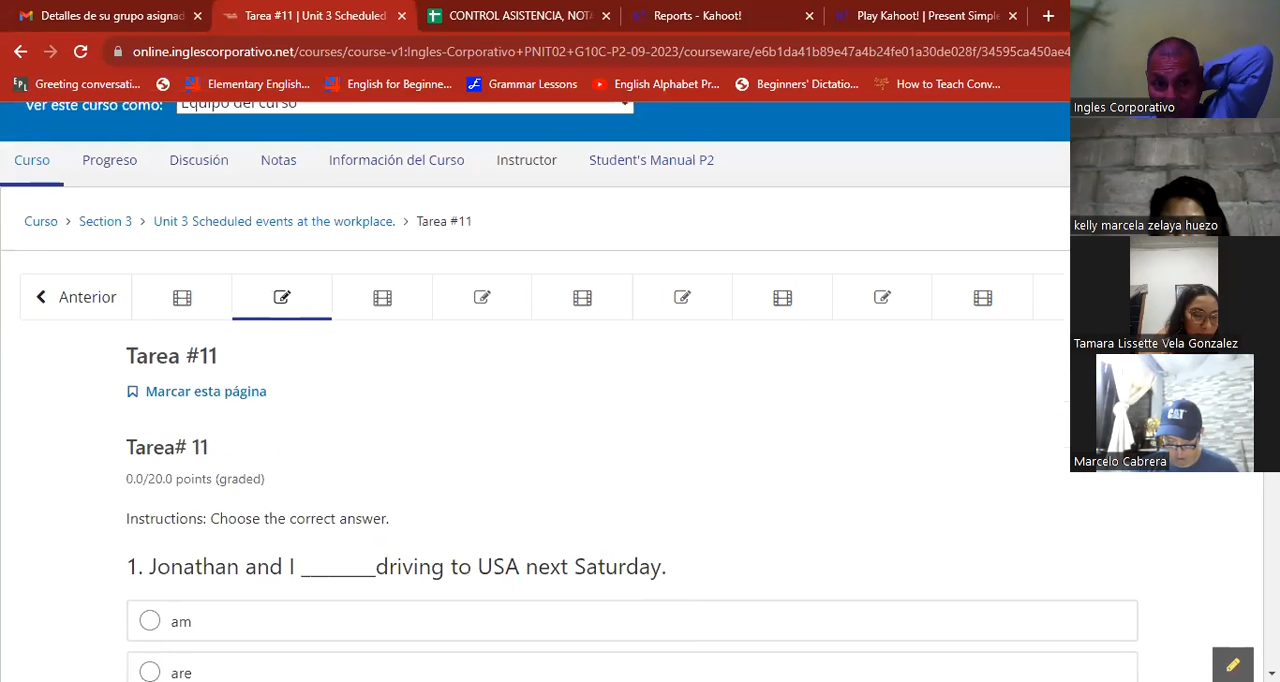 Detalles de su grupo asignad
Tarea #11 | Unit 3 Scheduled
CONTROL ASISTENCIA, NOTA
Reports - Kahoot!
Play Kahoot! | Present Simple
online.inglescorporativo.net/courses/course-v1:Ingles-Corporativo+PNIT02+G10C-P2-09-2023/courseware/e6b1da41b89e47a4b24fe01a30de028f/34595ca450ae4
Greeting conversati...
Elementary English...
English for Beginne...
Grammar Lessons
English Alphabet Pr...
Beginners' Dictatio...
How to Teach Conv...
Ver este curso como: Equipo del curso
Curso Progreso Discusión Notas Información del Curso Instructor Student's Manual P2
Curso > Section 3 > Unit 3 Scheduled events at the workplace. > Tarea #11
Anterior
Tarea #11
Marcar esta página
Tarea# 11
0.0/20.0 points (graded)
Instructions: Choose the correct answer.
1. Jonathan and I _______driving to USA next Saturday.
am
are
Ingles Corporativo
kelly marcela zelaya huezo
Tamara Lissette Vela Gonzalez
CAT
Marcelo Cabrera